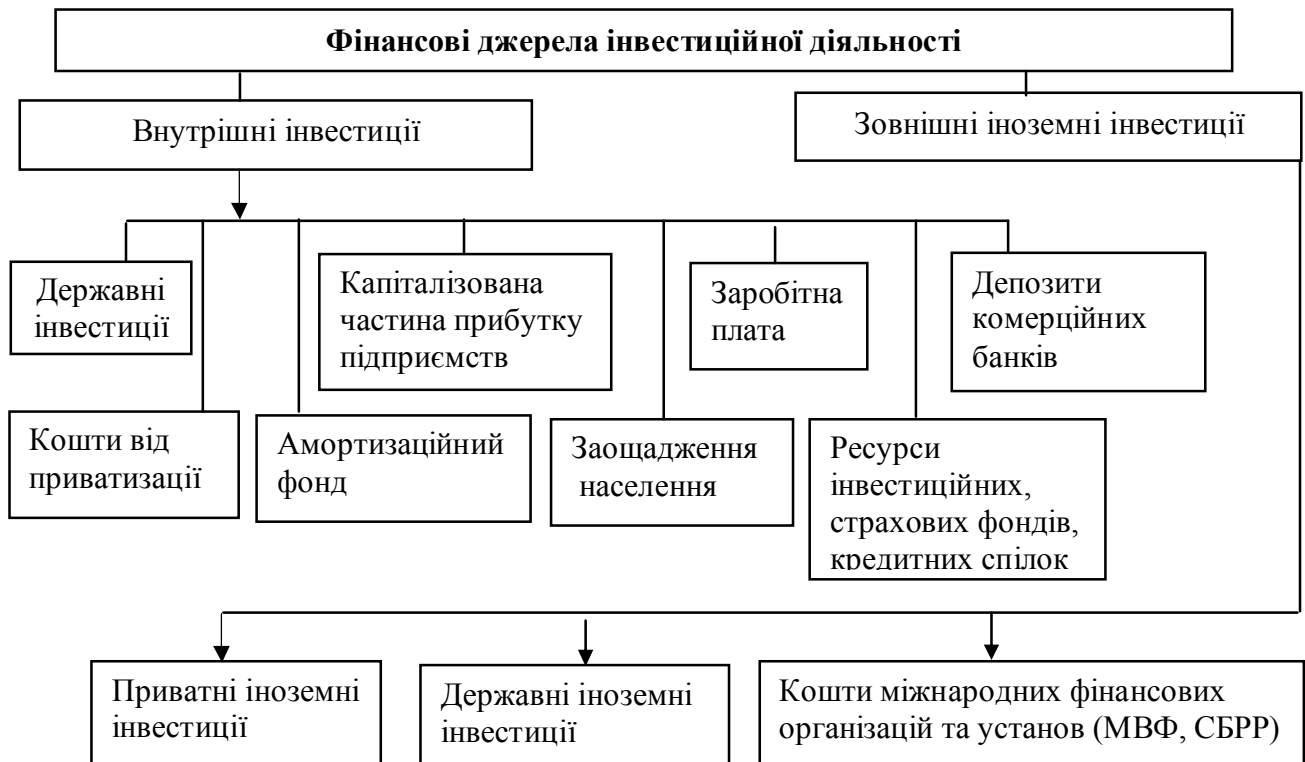 Фінансові джерела інвестиційної діяльності
Внутрішні інвестиції
Зовнішні іноземні інвестиції
Державні
інвестиції
Капіталізована
частина прибутку
підприємств
Заробітна
плата
Депозити
комерційних
банків
Кошти від
приватизації
Амортизаційний
фонд
Заощадження
населення
Ресурси
інвестиційних,
страхових фондів,
кредитних спілок
Приватні іноземні
інвестиції
Державні іноземні
інвестиції
Кошти міжнародних фінансових
організацій та установ (МВФ, СБРР)